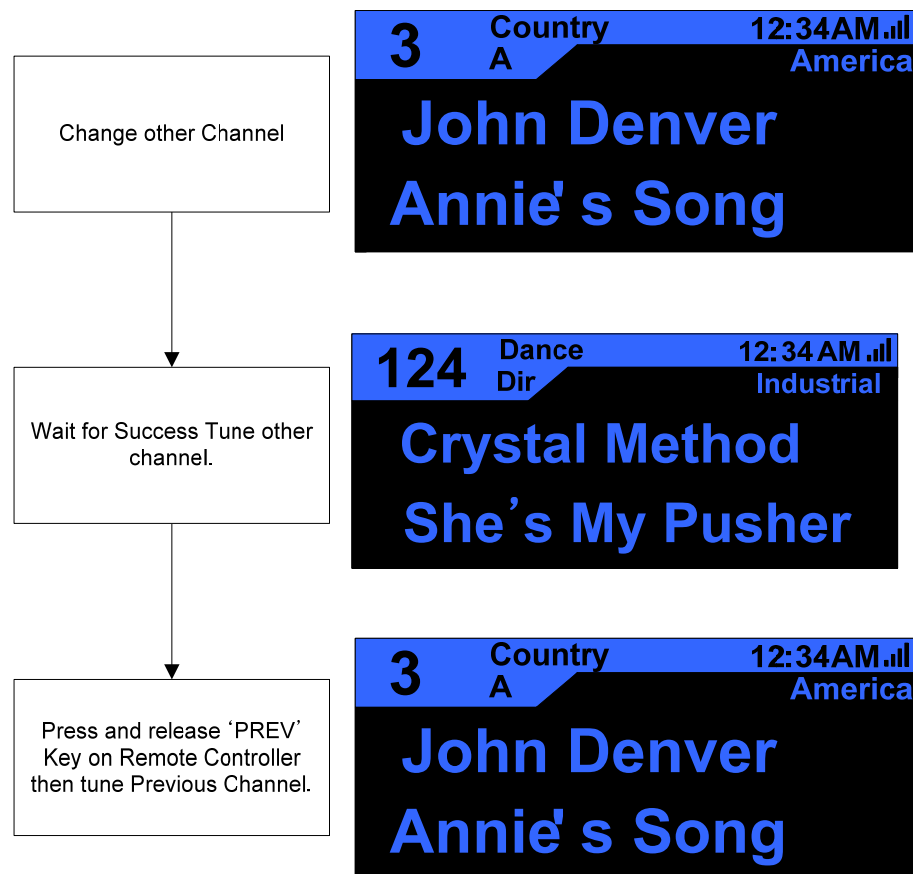 Change other Channel
3 Country 12:34AM
A America
John Denver
Annie's Song
Wait for Success Tune other
channel.
124 Dance 12:34AM
Dir Industrial
Crystal Method
She's My Pusher
Press and release ‘PREV’
Key on Remote Controller
then tune Previous Channel.
3 Country 12:34AM
A America
John Denver
Annie's Song